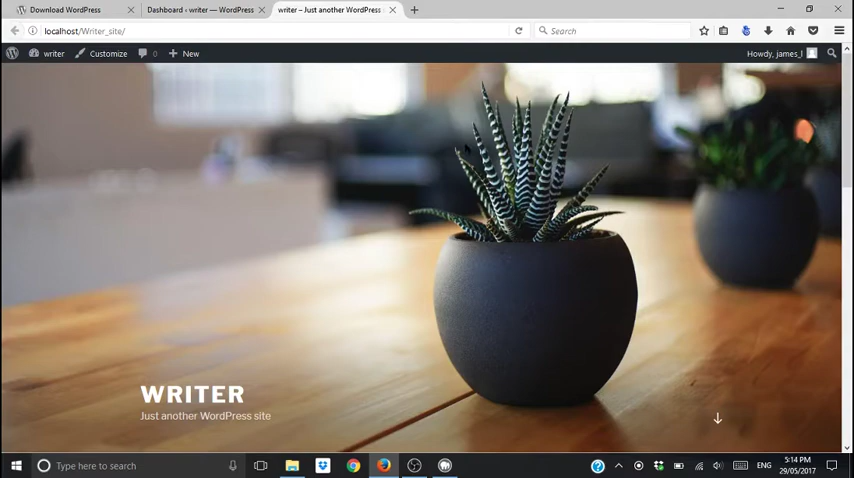 Download WordPress
Dashboard ‹ writer — WordPress
writer – Just another WordPress
localhost/Writer_site/
Search
writer
Customize
0
New
Howdy, james_l
WRITER
Just another WordPress site
Type here to search
ENG
5:14 PM
29/05/2017